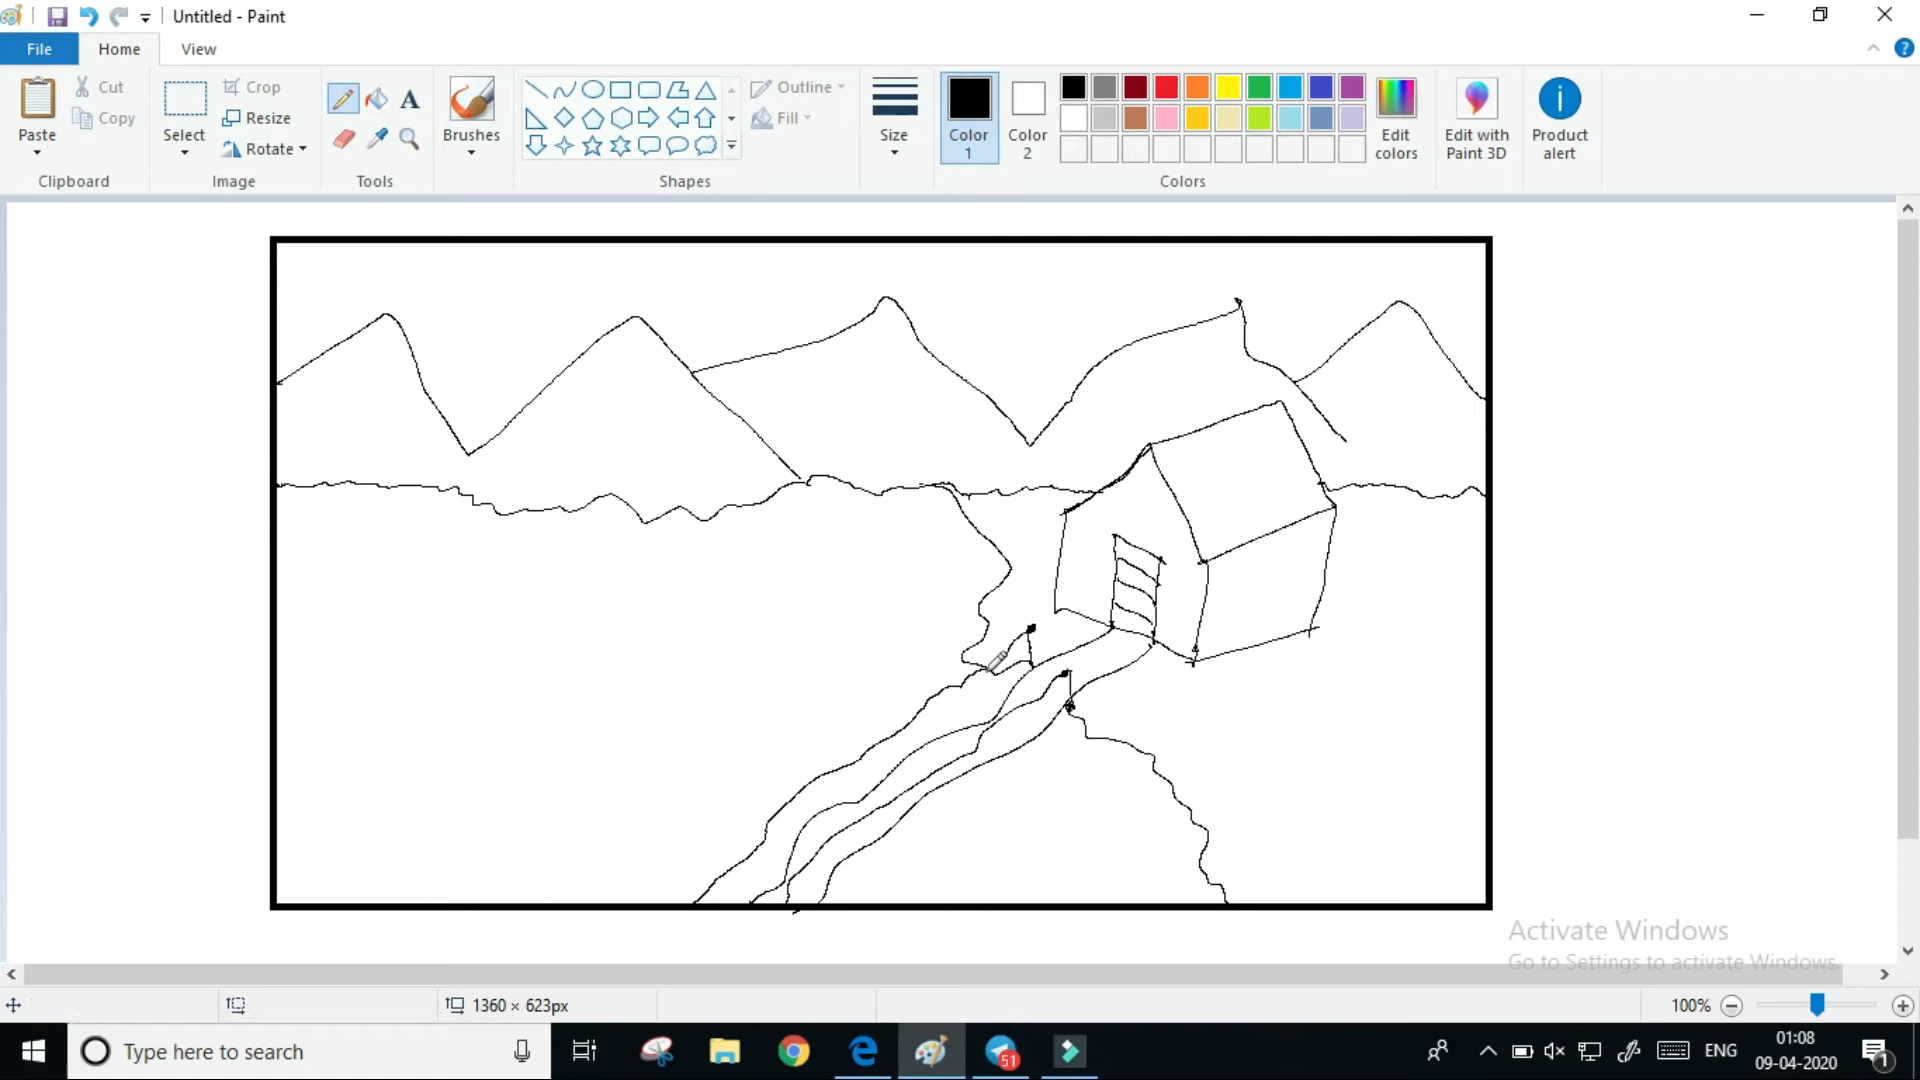 Untitled - Paint
File
Home
View
Paste
Cut
Copy
Clipboard
Select
Crop
Resize
Rotate
Image
A
Tools
Brushes
Outline
Fill
Shapes
Size
Color
1
Color
2
Edit
colors
Colors
Edit with
Paint 3D
Product
alert
?
Activate Windows
Go to Settings to activate Windows.
1360 × 623px
100%
Type here to search
51
ENG
01:08
09-04-2020
1